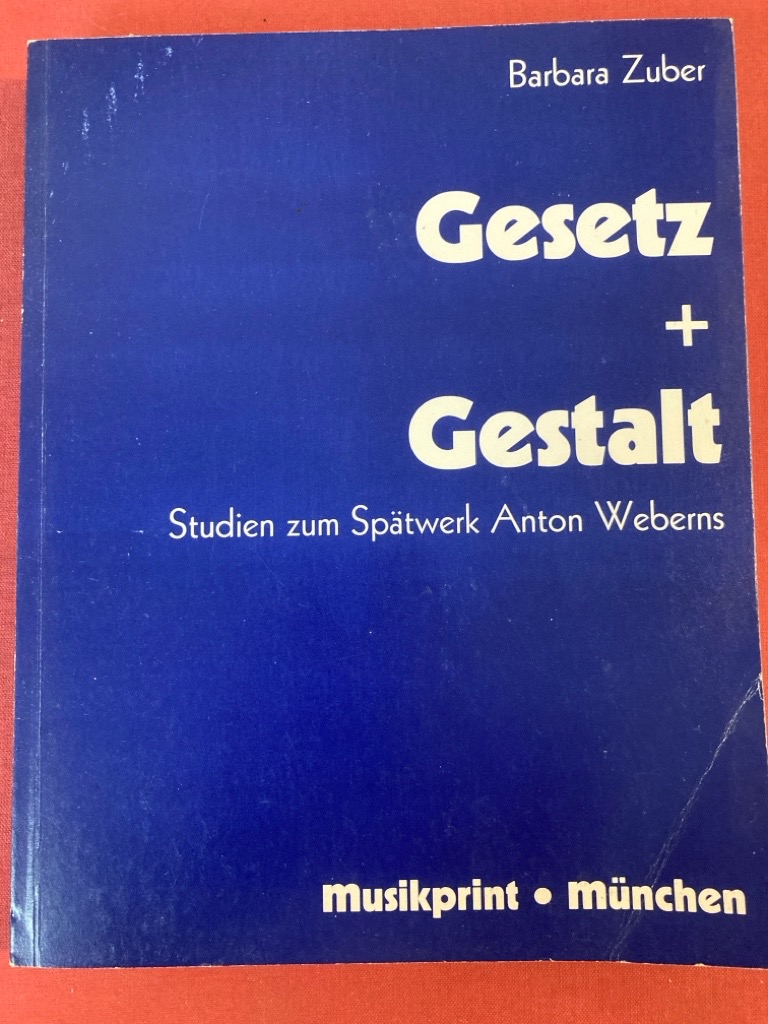 Barbara Zuber
Gesetz
+
Gestalt
Studien zum Spätwerk Anton Weberns
musikprint • münchen